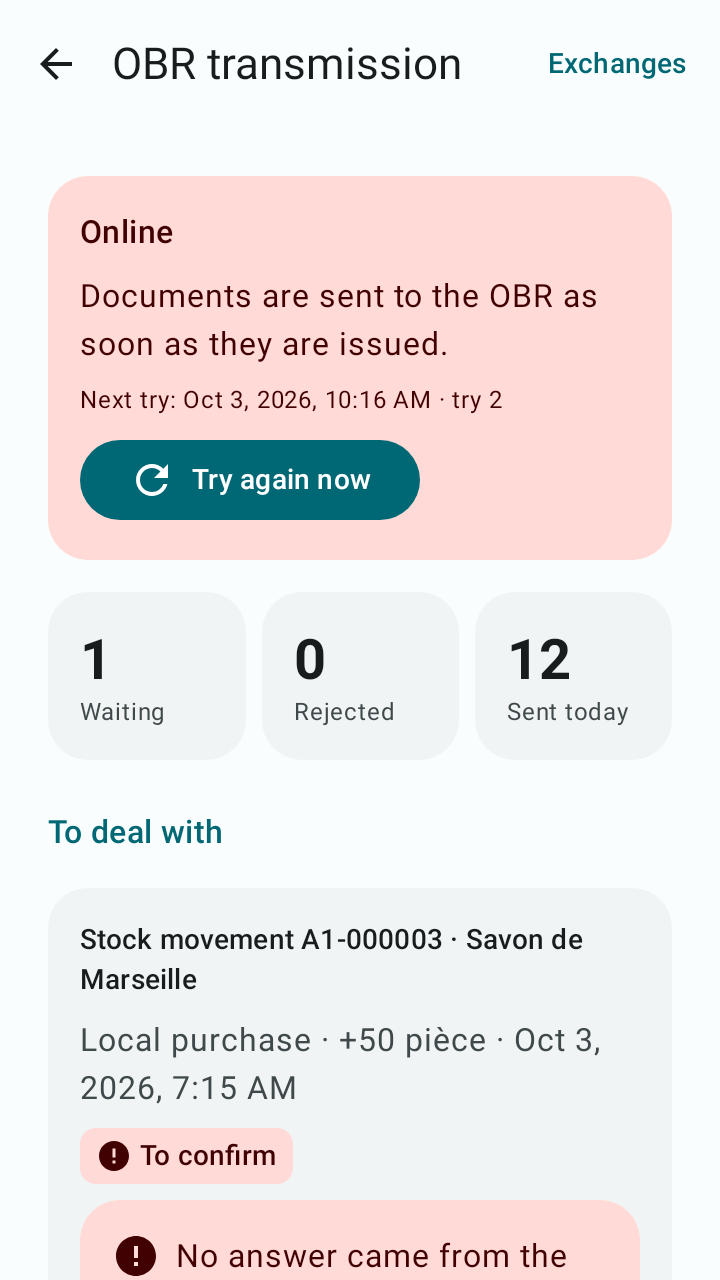 OBR transmission
Exchanges
Online
Documents are sent to the OBR as
soon as they are issued.
Next try: Oct 3, 2026, 10:16 AM · try 2
Try again now
1
Waiting
0
Rejected
12
Sent today
To deal with
Stock movement A1-000003 · Savon de
Marseille
Local purchase · +50 pièce · Oct 3,
2026, 7:15 AM
To confirm
No answer came from the